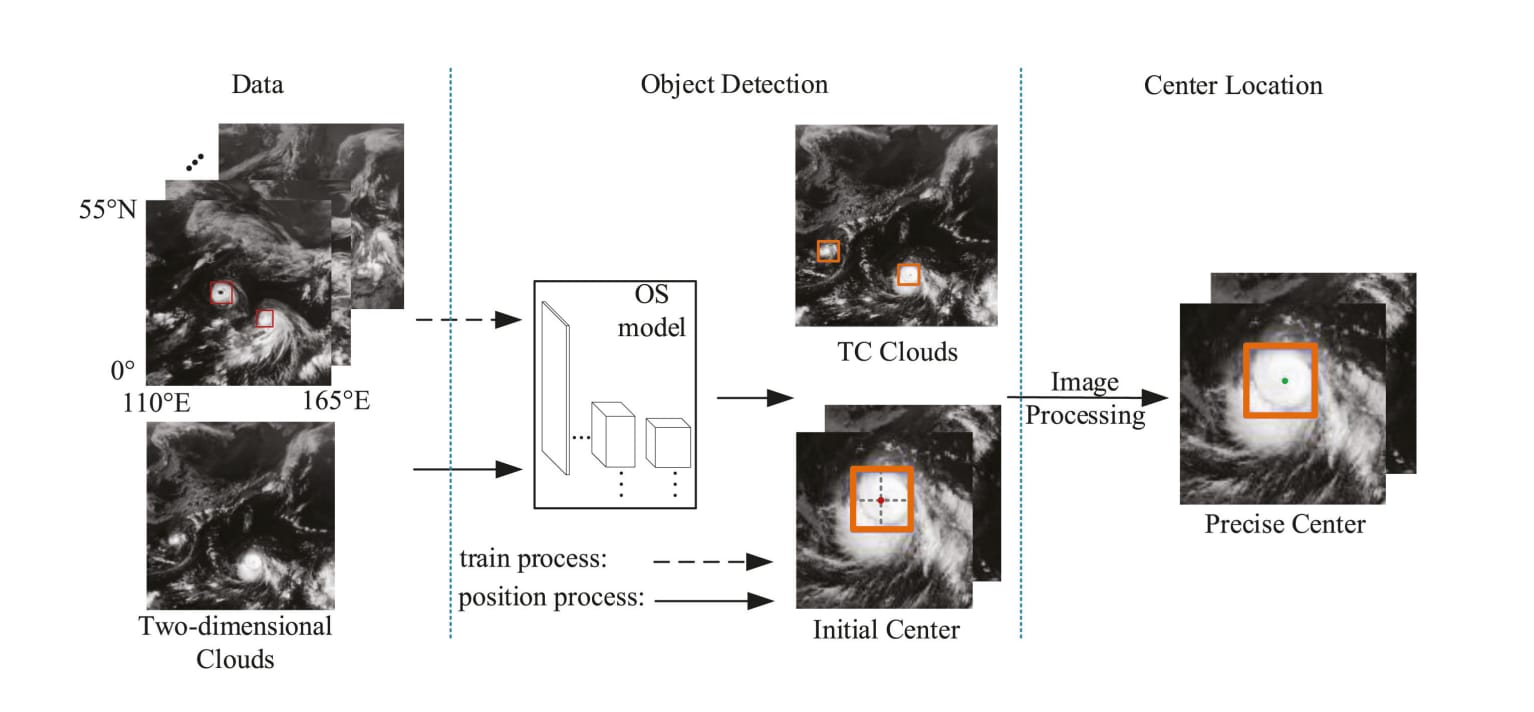 Data
Object Detection
Center Location
55°N
0°
110°E
165°E
Two-dimensional
Clouds
OS
model
train process:
position process:
TC Clouds
Initial Center
Image
Processing
Precise Center